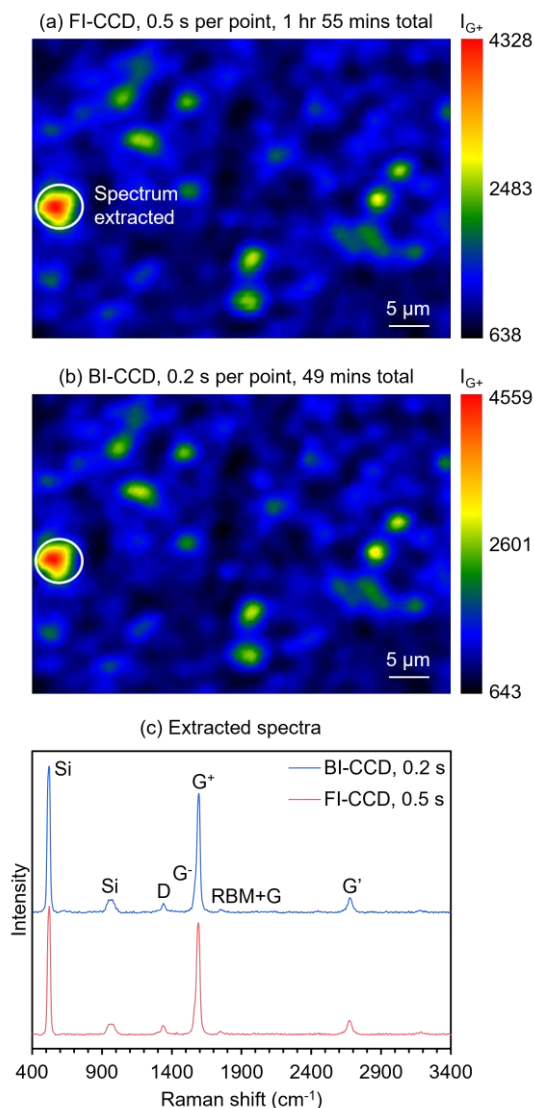 (a) FI-CCD, 0.5 s per point, 1 hr 55 mins total
I_G+
4328
2483
638
Spectrum
extracted
5 µm
(b) BI-CCD, 0.2 s per point, 49 mins total
I_G+
4559
2601
643
5 µm
(c) Extracted spectra
BI-CCD, 0.2 s
FI-CCD, 0.5 s
Si
Si
D
G⁻
G⁺
RBM+G
G'
Intensity
400 900 1400 1900 2400 2900 3400
Raman shift (cm⁻¹)